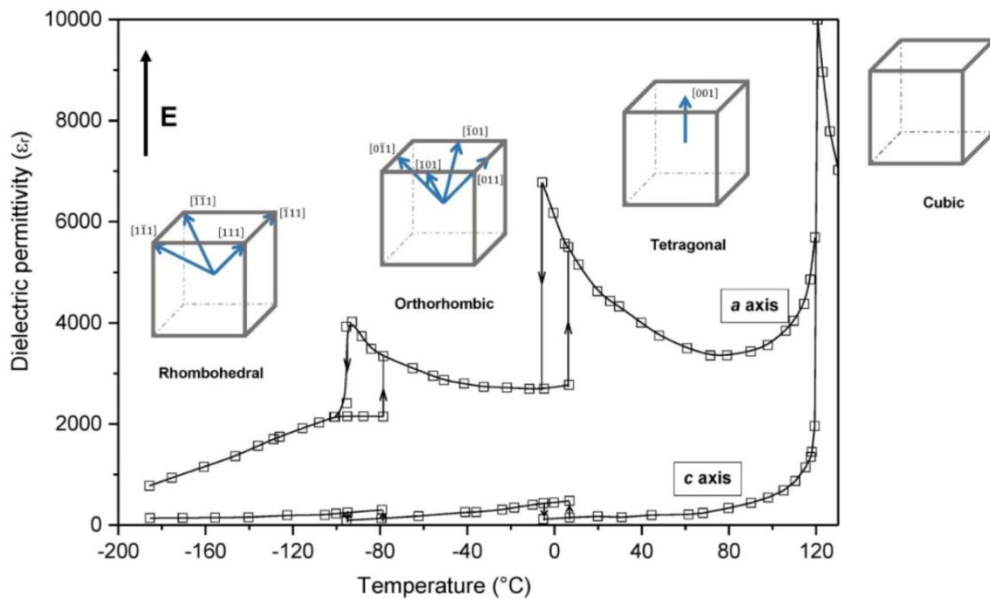 10000
8000
6000
4000
2000
0
Dielectric permittivity (εᵣ)
E
[1̄1̄1]
[11̄1]
[111]
[1̄11]
Rhombohedral
[01̄1]
[101]
[1̄01]
[011]
Orthorhombic
[001]
Tetragonal
Cubic
a axis
c axis
-200
-160
-120
-80
-40
0
40
80
120
Temperature (°C)